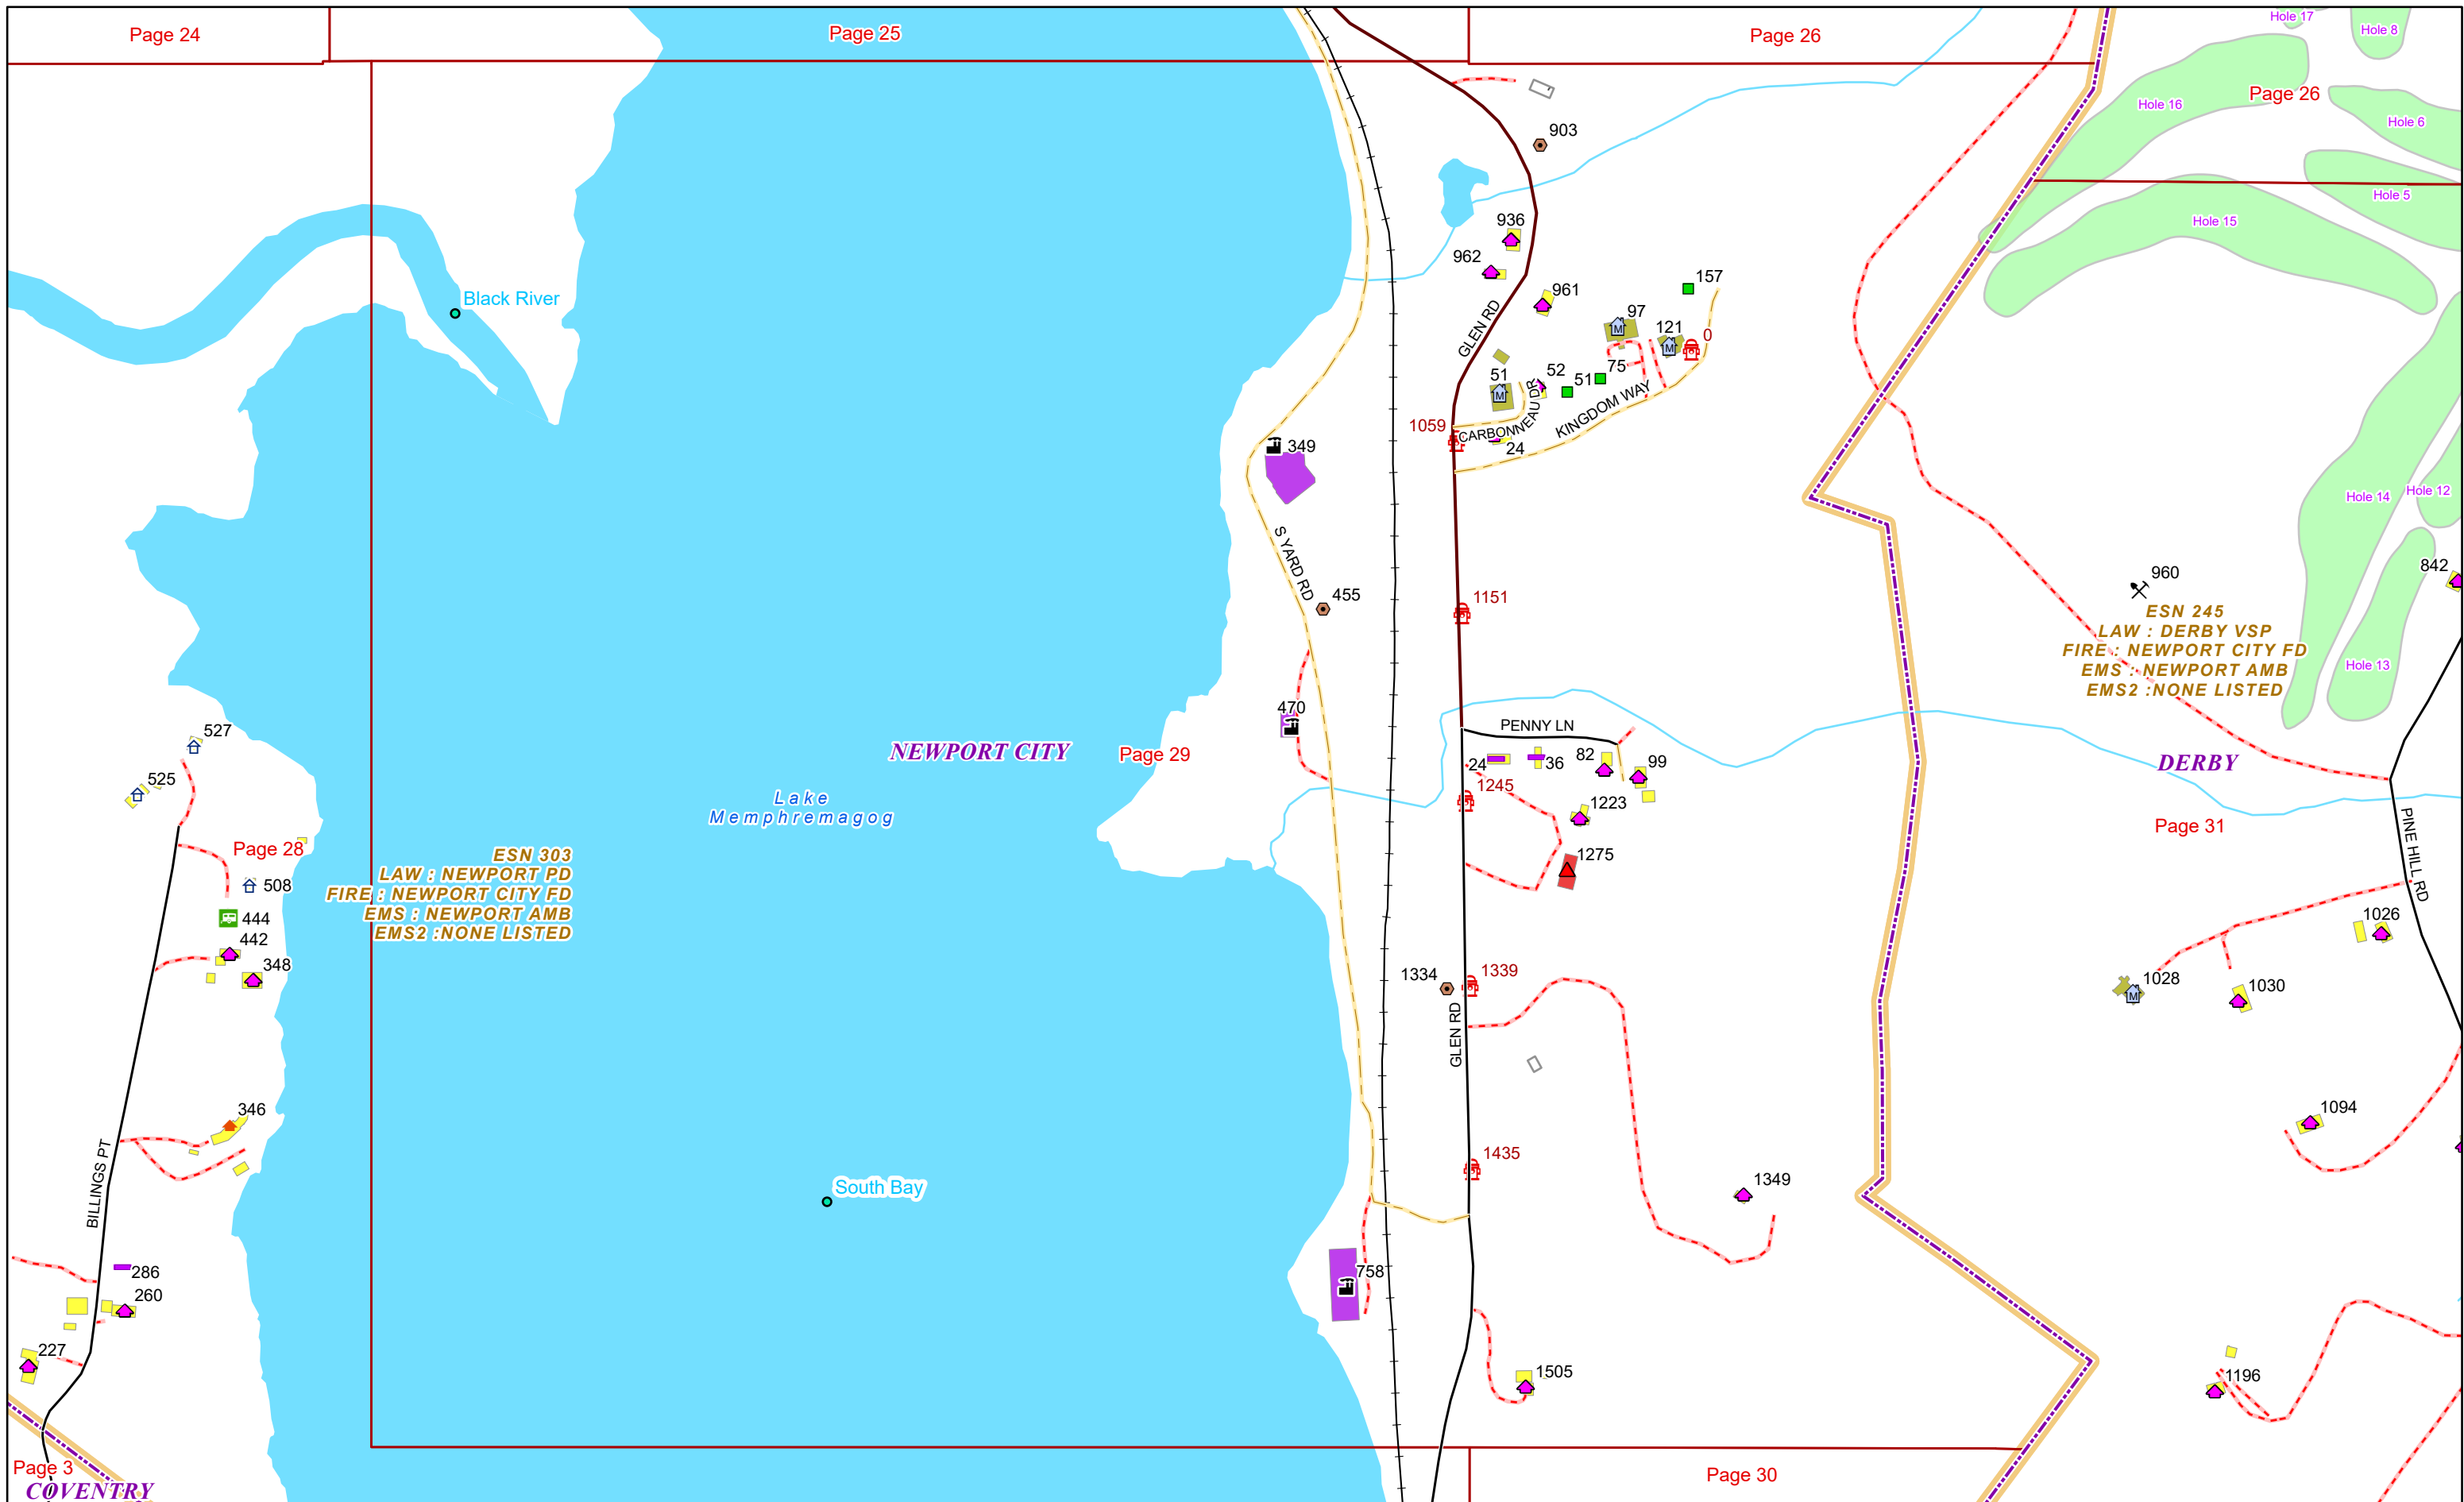 Page 24
Page 25
Page 26
Hole 17
Hole 8
Page 26
Hole 16
Hole 6
903
Hole 5
936
Hole 15
962
157
961
Black River
GLEN RD
97
121
0
75
52
51
51
CARBONNEAU DR
KINGDOM WAY
1059
24
349
Hole 14
Hole 12
S YARD RD
455
1151
960
842
ESN 245
LAW : DERBY VSP
FIRE : NEWPORT CITY FD
EMS : NEWPORT AMB
EMS2 :NONE LISTED
Hole 13
470
527
PENNY LN
NEWPORT CITY
Page 29
24
36
82
99
DERBY
525
1245
Lake
Memphremagog
1223
Page 31
PINE HILL RD
Page 28
ESN 303
LAW : NEWPORT PD
FIRE : NEWPORT CITY FD
EMS : NEWPORT AMB
EMS2 :NONE LISTED
1275
508
444
442
348
1026
1334
1339
1028
1030
GLEN RD
346
1094
BILLINGS PT
1435
South Bay
1349
286
758
260
227
1505
1196
Page 3
COVENTRY
Page 30